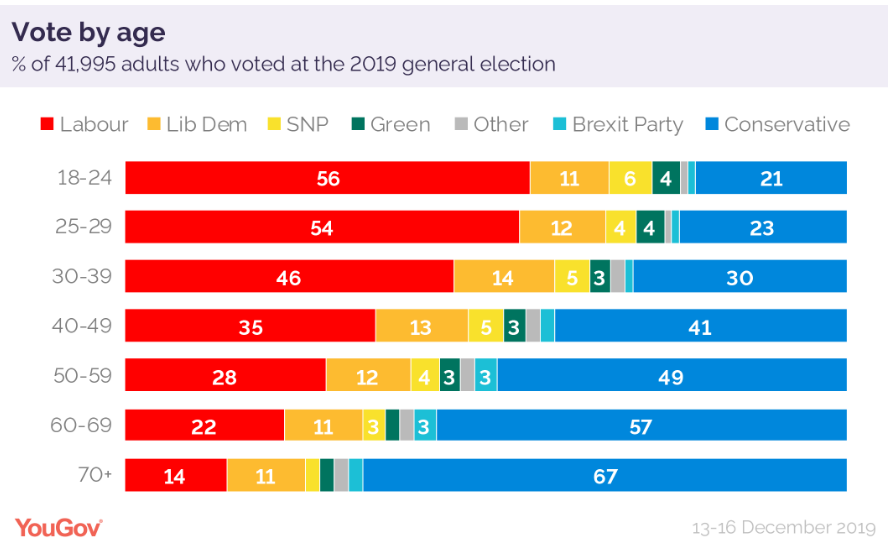 Vote by age
% of 41,995 adults who voted at the 2019 general election
Labour Lib Dem SNP Green Other Brexit Party Conservative
18-24 56 11 6 4 21
25-29 54 12 4 4 23
30-39 46 14 5 3 30
40-49 35 13 5 3 41
50-59 28 12 4 3 3 49
60-69 22 11 3 3 57
70+ 14 11 67
YouGov 13-16 December 2019